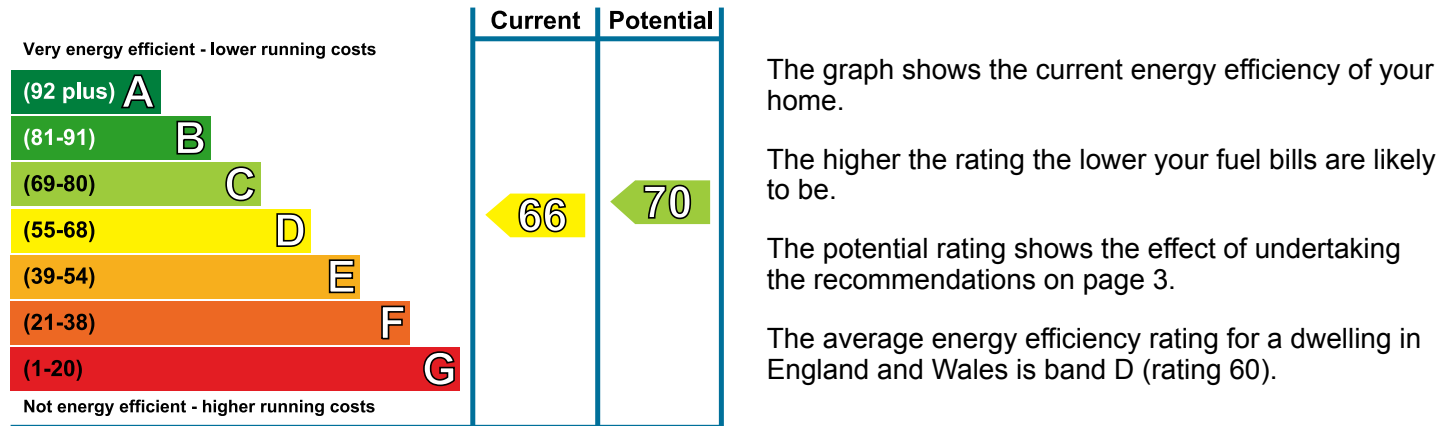 Current Potential
Very energy efficient - lower running costs
(92 plus) A
(81-91) B
(69-80) C
(55-68) D
(39-54) E
(21-38) F
(1-20) G
Not energy efficient - higher running costs
66
70
The graph shows the current energy efficiency of your
home.
The higher the rating the lower your fuel bills are likely
to be.
The potential rating shows the effect of undertaking
the recommendations on page 3.
The average energy efficiency rating for a dwelling in
England and Wales is band D (rating 60).